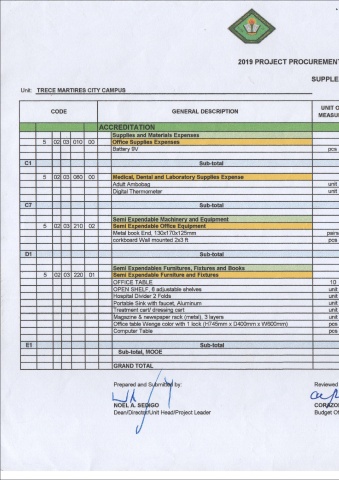 2019 PROJECT PROCUREMENT
SUPPLE
Unit: TRECE MARTIRES CITY CAMPUS
CODE GENERAL DESCRIPTION UNIT O MEASU
ACCREDITATION
Supplies and Materials Expenses
5 02 03 010 00 Office Supplies Expenses
Battery 9V pcs
C1 Sub-total
5 02 03 080 00 Medical, Dental and Laboratory Supplies Expense
Adult Ambobag unit
Digital Thermometer unit
C7 Sub-total
Semi Expendable Machinery and Equipment
5 02 03 210 02 Semi Expendable Office Equipment
Metal book End, 130x170x125mm pairs
corkboard Wall mounted 2x3 ft pcs
D1 Sub-total
Semi Expendables Furnitures, Fixtures and Books
5 02 03 220 01 Semi Expendable Furniture and Fixtures
OFFICE TABLE 10
OPEN SHELF, 6 adjustable shelves unit
Hospital Divider 2 Folds unit
Portable Sink with faucet, Aluminum unit
Treatment cart/ dressing cart unit
Magazine & newspaper rack (metal), 3 layers unit
Office table Wenge color with 1 lock (H745mm x D400mm x W600mm) pcs
Computer Table pcs
E1 Sub-total
Sub-total, MOOE
GRAND TOTAL
Prepared and Submitted by: Reviewed
NOEL A. SEDIGO CORAZO
Dean/Director/Unit Head/Project Leader Budget Of